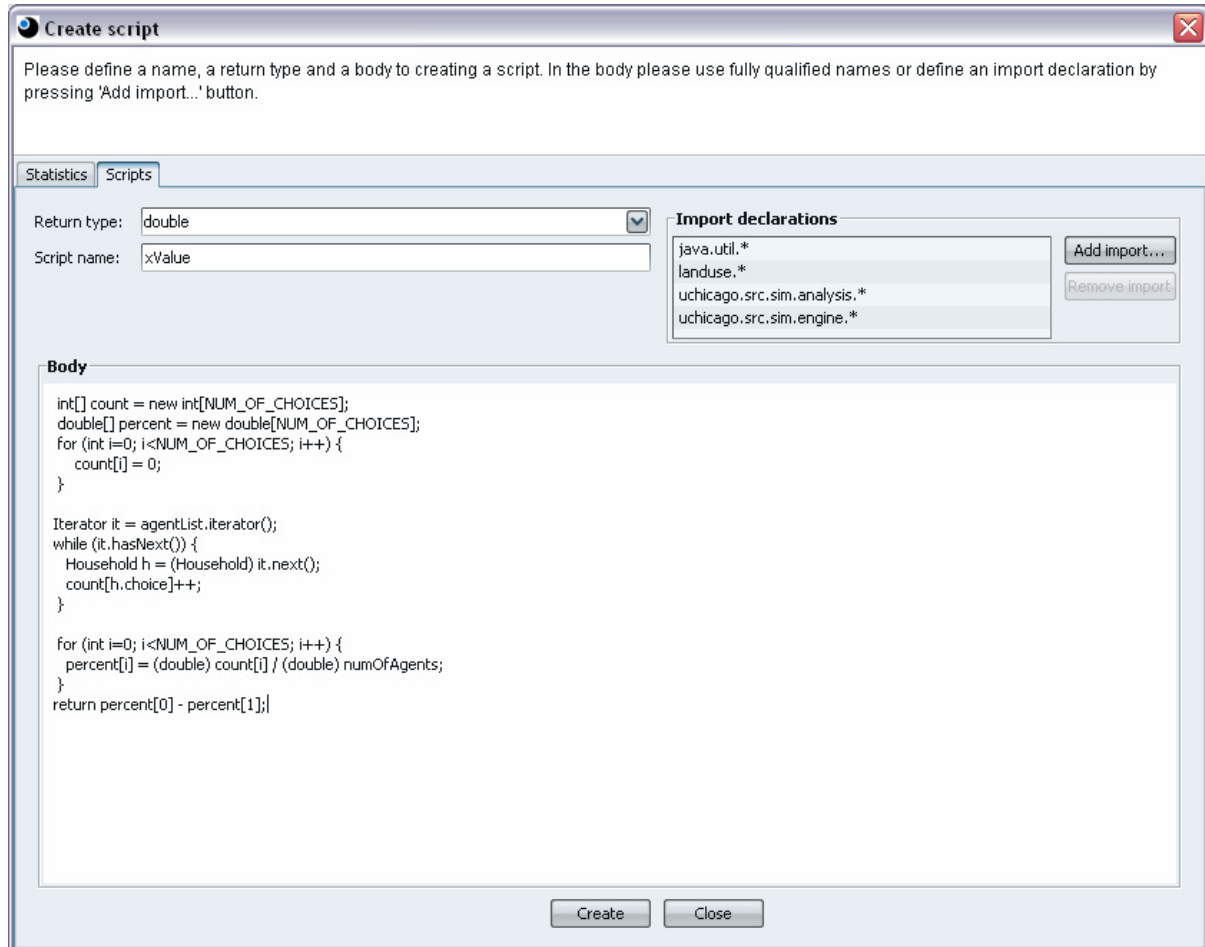 Create script
Please define a name, a return type and a body to creating a script. In the body please use fully qualified names or define an import declaration by
pressing 'Add import...' button.
Statistics Scripts
Return type: double
Script name: xValue
Import declarations
java.util.*
landuse.*
uchicago.src.sim.analysis.*
uchicago.src.sim.engine.*
Add import...
Remove import
Body
int[] count = new int[NUM_OF_CHOICES];
double[] percent = new double[NUM_OF_CHOICES];
for (int i=0; i<NUM_OF_CHOICES; i++) {
count[i] = 0;
}
Iterator it = agentList.iterator();
while (it.hasNext()) {
Household h = (Household) it.next();
count[h.choice]++;
}
for (int i=0; i<NUM_OF_CHOICES; i++) {
percent[i] = (double) count[i] / (double) numOfAgents;
}
return percent[0] - percent[1];
Create Close